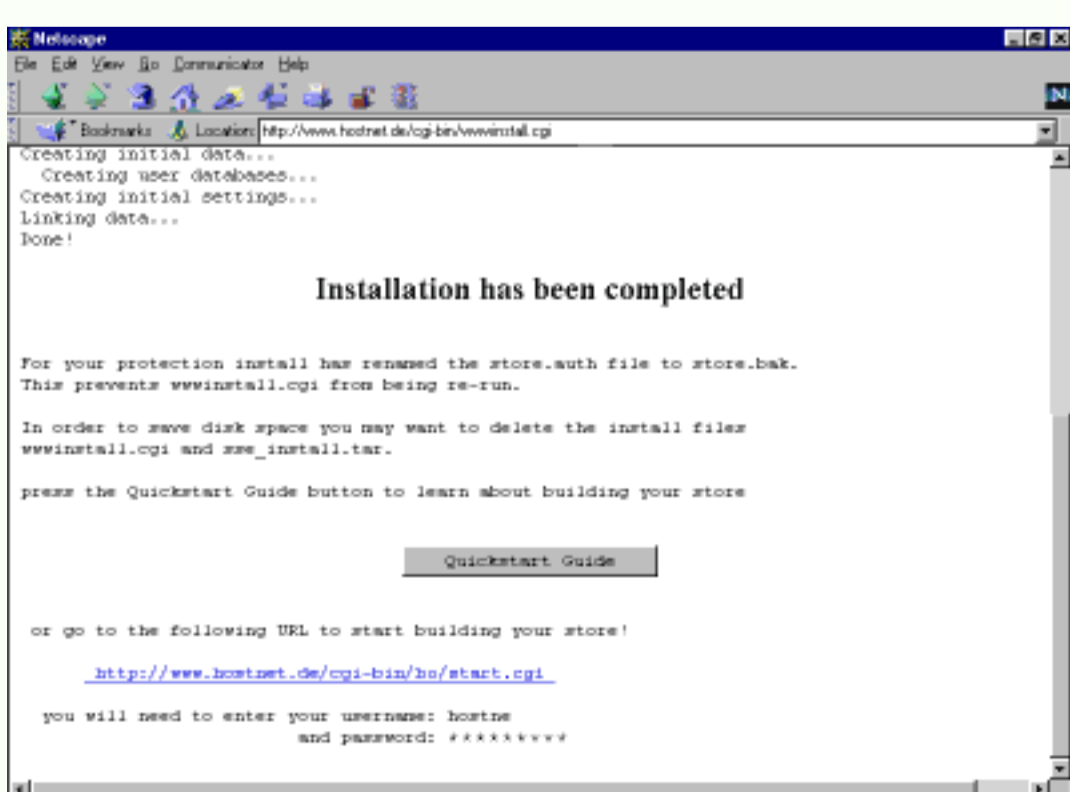 Netscape
File Edit View Go Communicator Help
N
Bookmarks Location: http://www.hostnet.de/cgi-bin/wwwinstall.cgi
Creating initial data...
Creating user databases...
Creating initial settings...
Linking data...
Done!
Installation has been completed
For your protection install has renamed the store.auth file to store.bak.
This prevents wwwinstall.cgi from being re-run.
In order to save disk space you may want to delete the install files
wwwinstall.cgi and sse_install.tar.
press the Quickstart Guide button to learn about building your store
Quickstart Guide
or go to the following URL to start building your store!
http://www.hostnet.de/cgi-bin/bo/start.cgi
you will need to enter your username: hostne
and password: *********